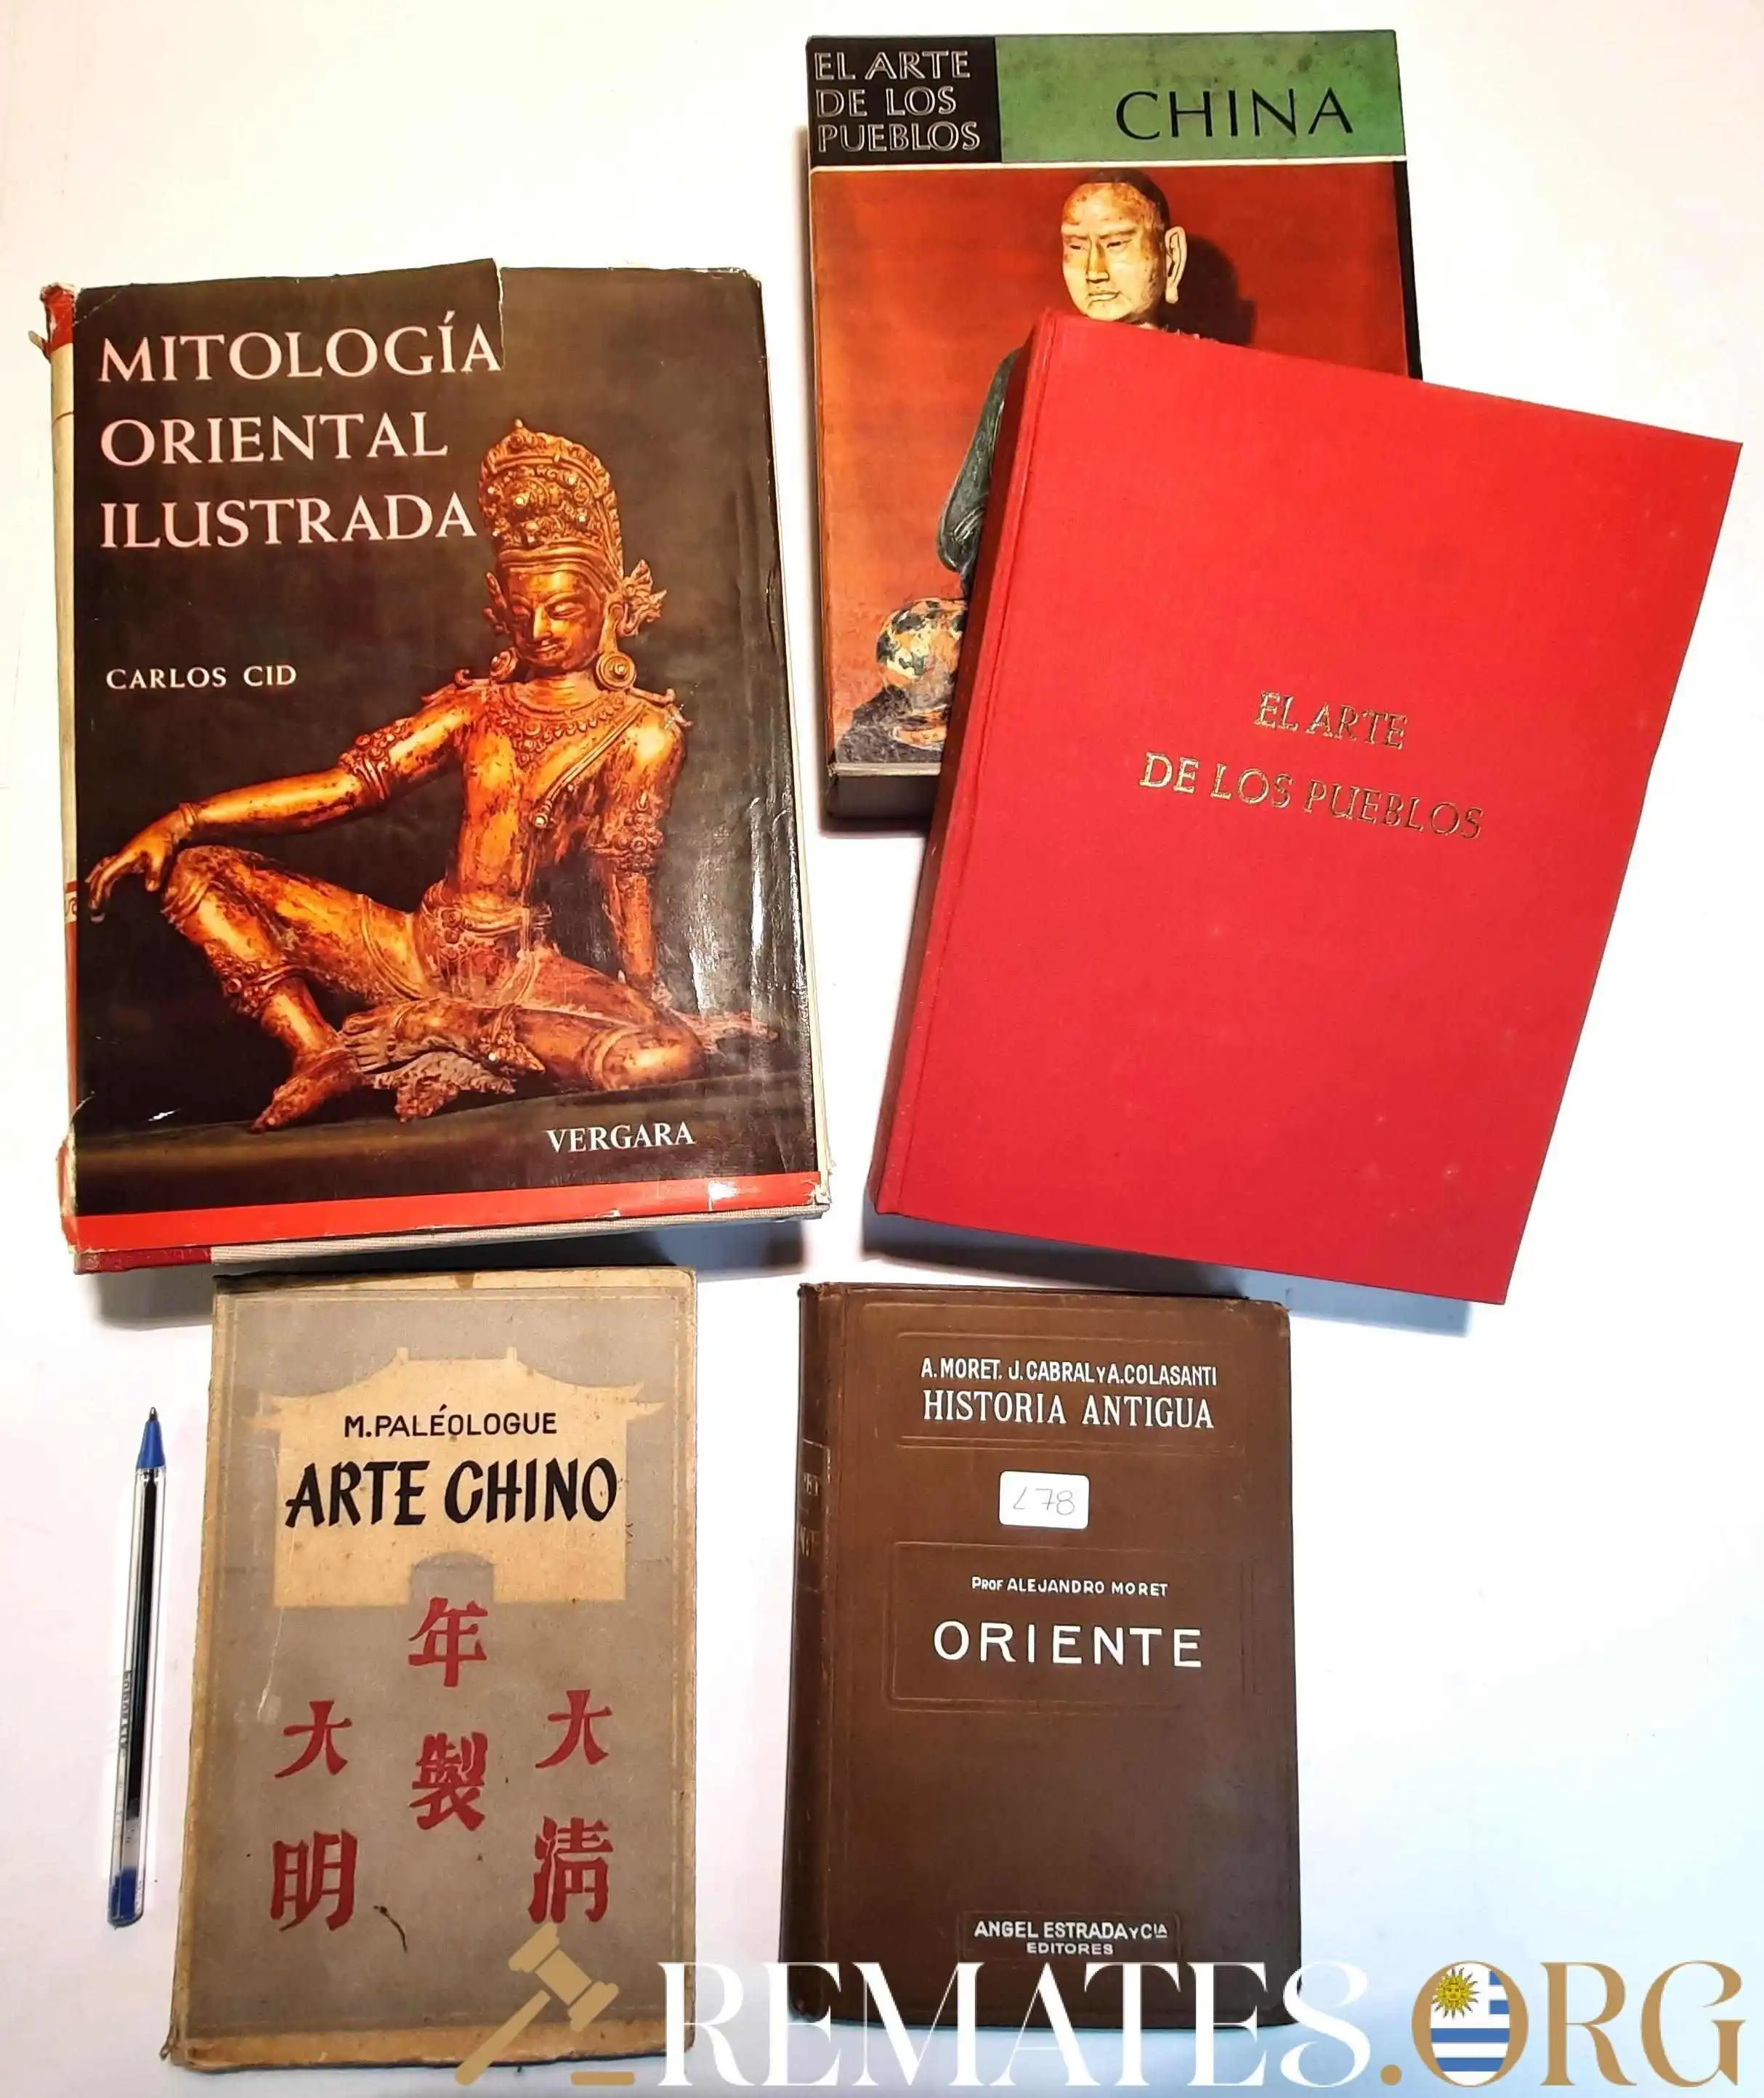 EL ARTE
DE LOS
PUEBLOS
CHINA
MITOLOGÍA
ORIENTAL
ILUSTRADA
CARLOS CID
VERGARA
EL ARTE
DE LOS PUEBLOS
M. PALÉOLOGUE
ARTE CHINO
年
製
大
明
大
清
A. MORET. J. CABRAL Y A. COLASANTI
HISTORIA ANTIGUA
L78
PROF ALEJANDRO MORET
ORIENTE
ANGEL ESTRADA Y CIA
EDITORES
REMATES.ORG